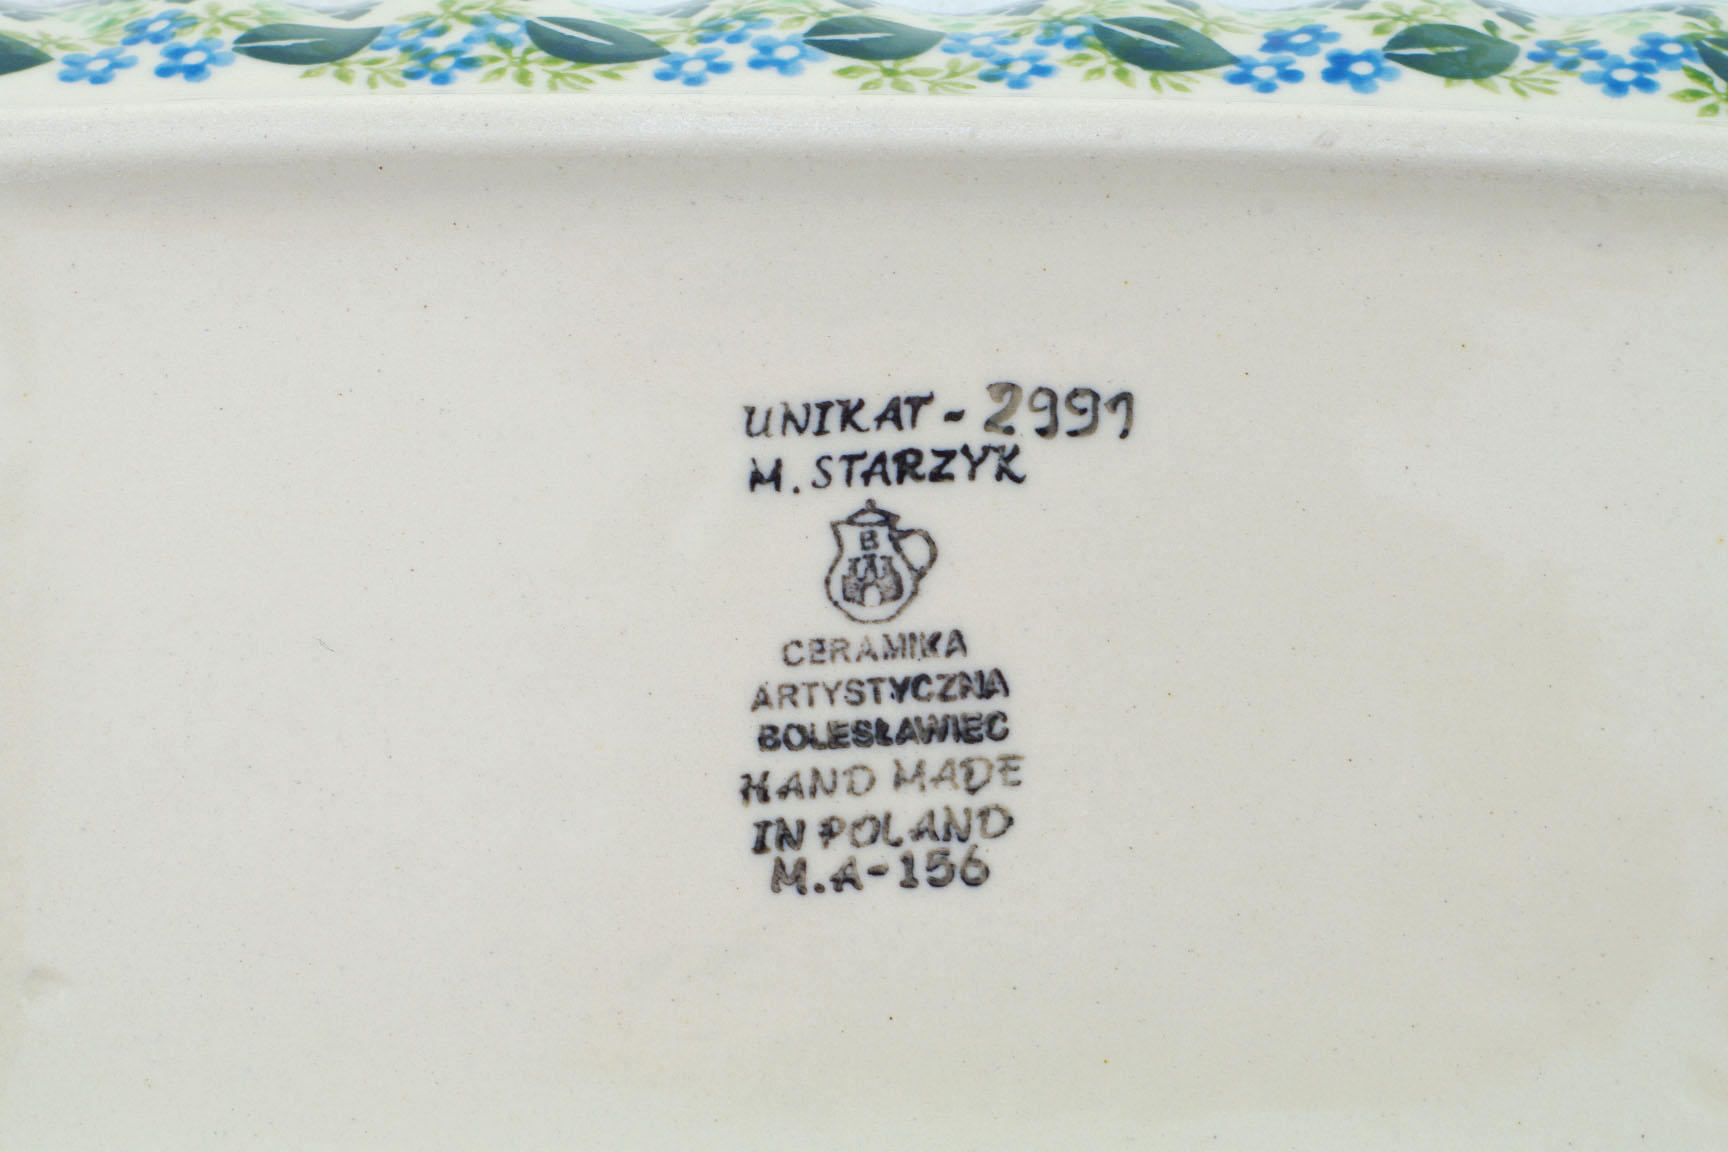 UNIKAT - 2991
M. STARZYK
B
CERAMIKA
ARTYSTYCZNA
BOLESŁAWIEC
HAND MADE
IN POLAND
M.A-156